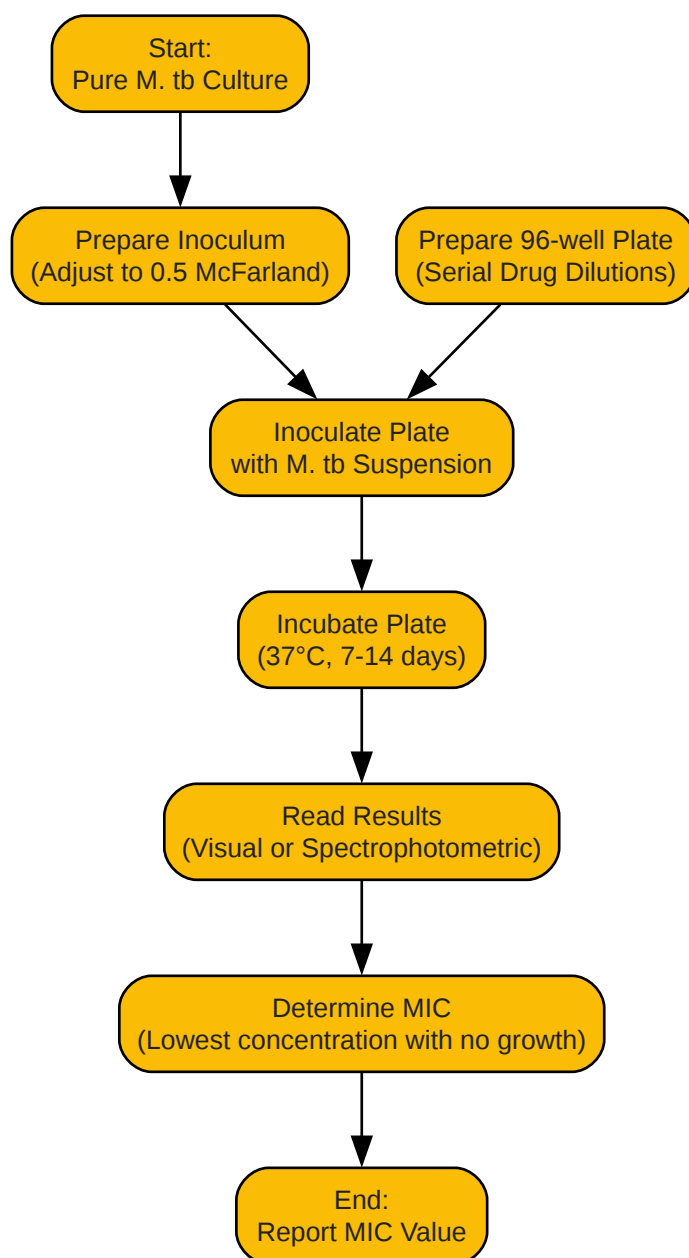 Start:
Pure M. tb Culture
Prepare Inoculum
(Adjust to 0.5 McFarland)
Prepare 96-well Plate
(Serial Drug Dilutions)
Inoculate Plate
with M. tb Suspension
Incubate Plate
(37°C, 7-14 days)
Read Results
(Visual or Spectrophotometric)
Determine MIC
(Lowest concentration with no growth)
End:
Report MIC Value